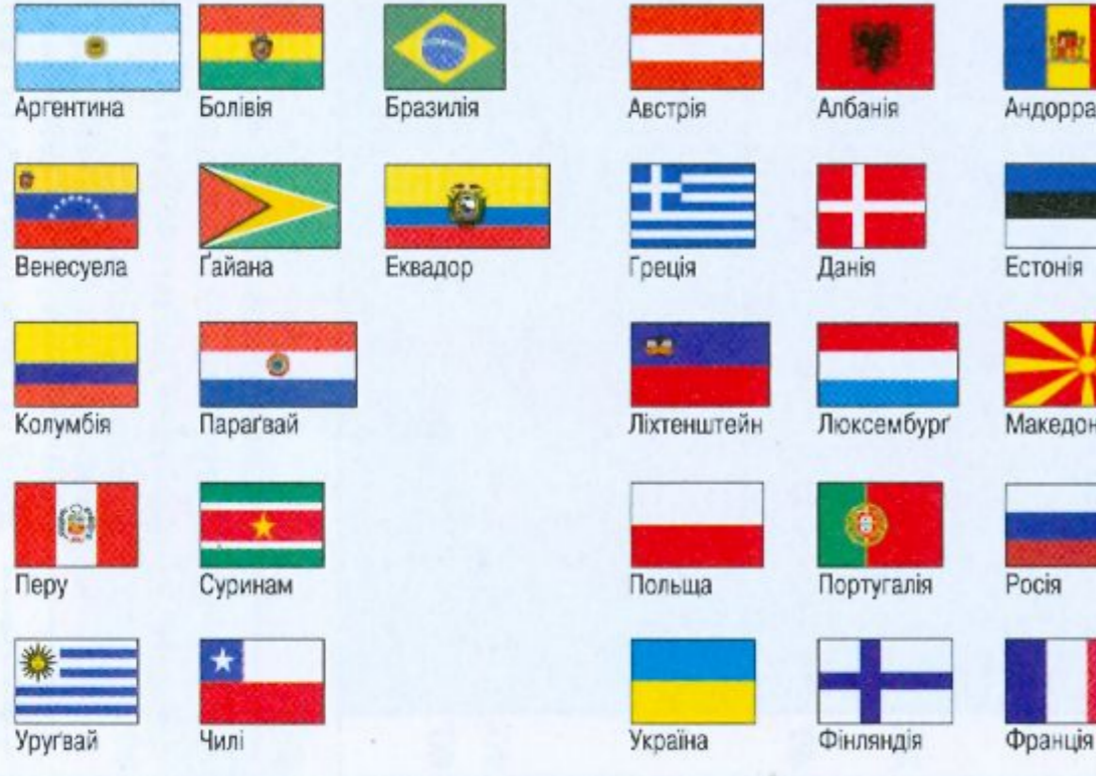 Аргентина
Болівія
Бразилія
Австрія
Албанія
Андорра
Венесуела
Ґайана
Еквадор
Греція
Данія
Естонія
Колумбія
Параґвай
Ліхтенштейн
Люксембурґ
Македон
Перу
Суринам
Польща
Португалія
Росія
Уруґвай
Чилі
Україна
Фінляндія
Франція